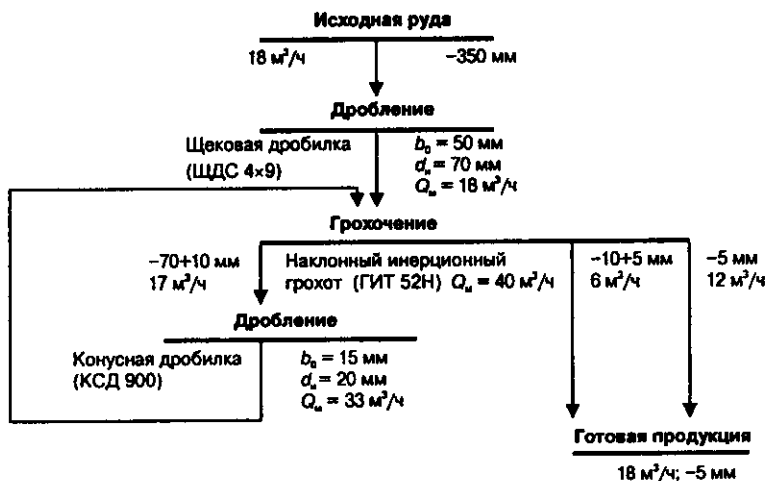 Исходная руда
18 м³/ч
−350 мм
Дробление
Щековая дробилка
(ЩДС 4×9)
b₀ = 50 мм
dₙ = 70 мм
Qₘ = 18 м³/ч
Грохочение
−70+10 мм
17 м³/ч
Наклонный инерционный
грохот (ГИТ 52Н) Qₘ = 40 м³/ч
−10+5 мм
6 м³/ч
−5 мм
12 м³/ч
Дробление
Конусная дробилка
(КСД 900)
b₀ = 15 мм
dₙ = 20 мм
Qₘ = 33 м³/ч
Готовая продукция
18 м³/ч; −5 мм